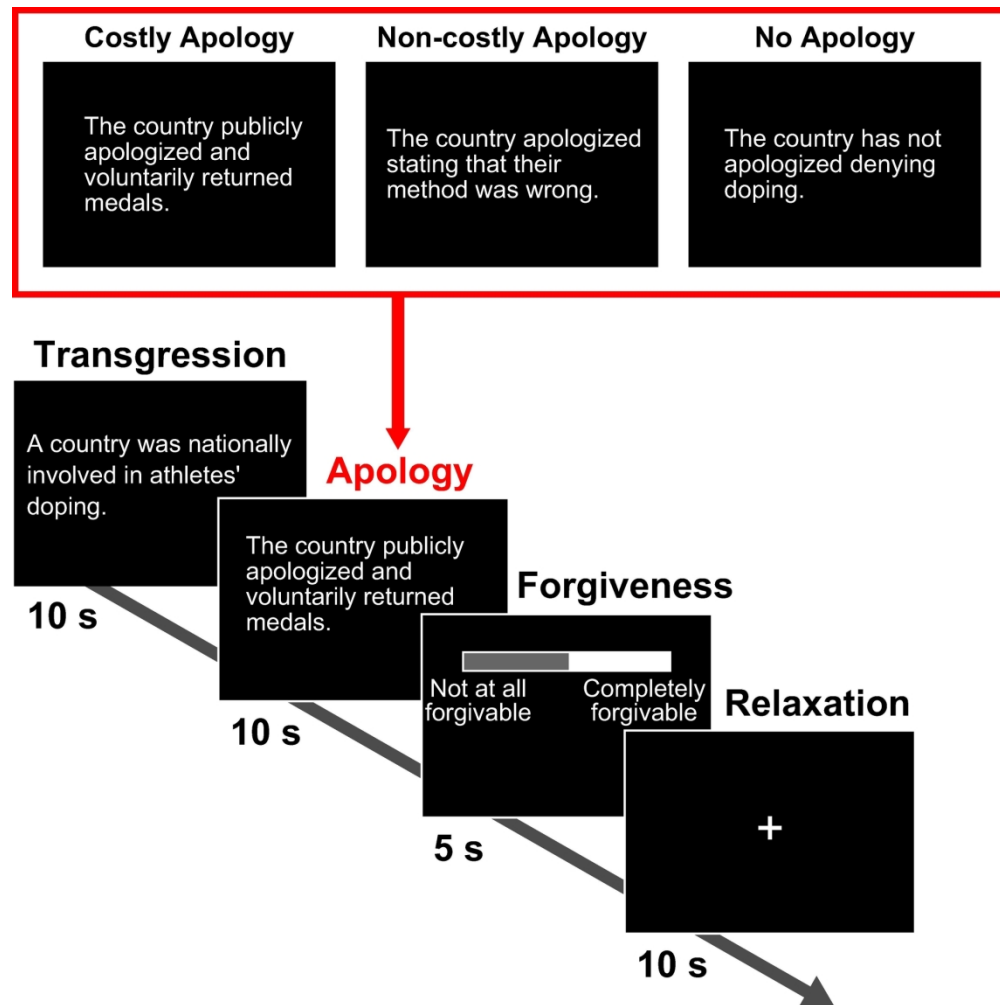 Costly Apology
Non-costly Apology
No Apology
The country publicly
apologized and
voluntarily returned
medals.
The country apologized
stating that their
method was wrong.
The country has not
apologized denying
doping.
Transgression
A country was nationally
involved in athletes'
doping.
10 s
Apology
The country publicly
apologized and
voluntarily returned
medals.
10 s
Forgiveness
Not at all
forgivable
Completely
forgivable
5 s
Relaxation
+
10 s